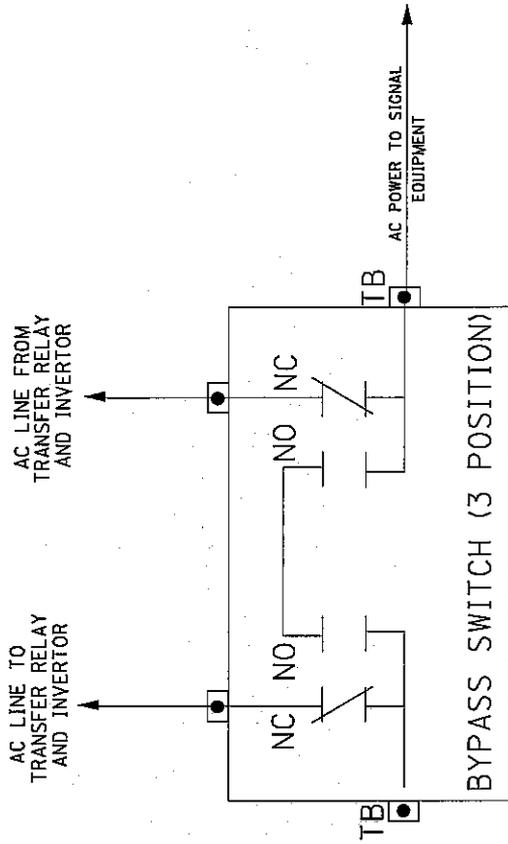 AC LINE TO
TRANSFER RELAY
AND INVERTOR
AC LINE FROM
TRANSFER RELAY
AND INVERTOR
NC
NO
NO
NC
TB
TB
AC POWER TO SIGNAL
EQUIPMENT
BYPASS SWITCH (3 POSITION)